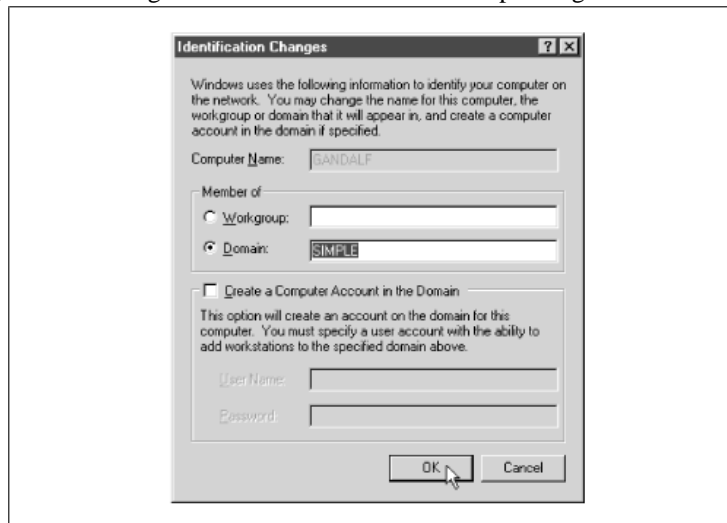 Identification Changes
Windows uses the following information to identify your computer on
the network. You may change the name for this computer, the
workgroup or domain that it will appear in, and create a computer
account in the domain if specified.
Computer Name: GANDALF
Member of
Workgroup:
Domain: SIMPLE
Create a Computer Account in the Domain
This option will create an account on the domain for this
computer. You must specify a user account with the ability to
add workstations to the specified domain above.
User Name:
Password:
OK Cancel